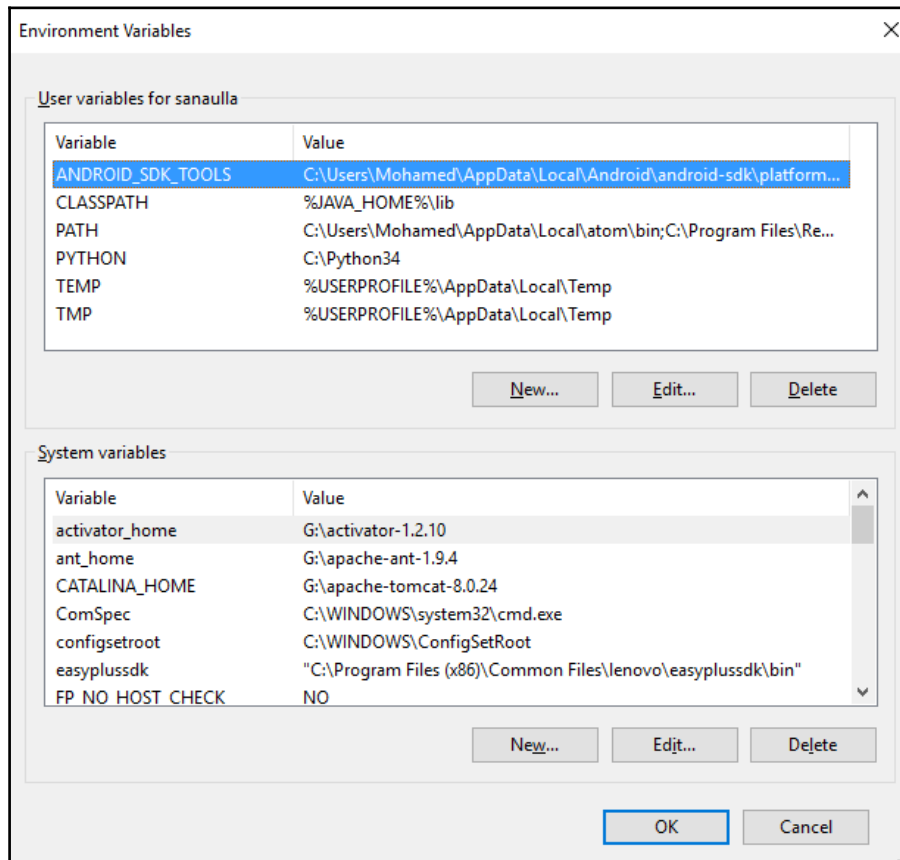 Environment Variables
User variables for sanaulla
Variable Value
ANDROID_SDK_TOOLS C:\Users\Mohamed\AppData\Local\Android\android-sdk\platform...
CLASSPATH %JAVA_HOME%\lib
PATH C:\Users\Mohamed\AppData\Local\atom\bin;C:\Program Files\Re...
PYTHON C:\Python34
TEMP %USERPROFILE%\AppData\Local\Temp
TMP %USERPROFILE%\AppData\Local\Temp
New... Edit... Delete
System variables
Variable Value
activator_home G:\activator-1.2.10
ant_home G:\apache-ant-1.9.4
CATALINA_HOME G:\apache-tomcat-8.0.24
ComSpec C:\WINDOWS\system32\cmd.exe
configsetroot C:\WINDOWS\ConfigSetRoot
easyplussdk "C:\Program Files (x86)\Common Files\lenovo\easyplussdk\bin"
FP_NO_HOST_CHECK NO
New... Edit... Delete
OK Cancel